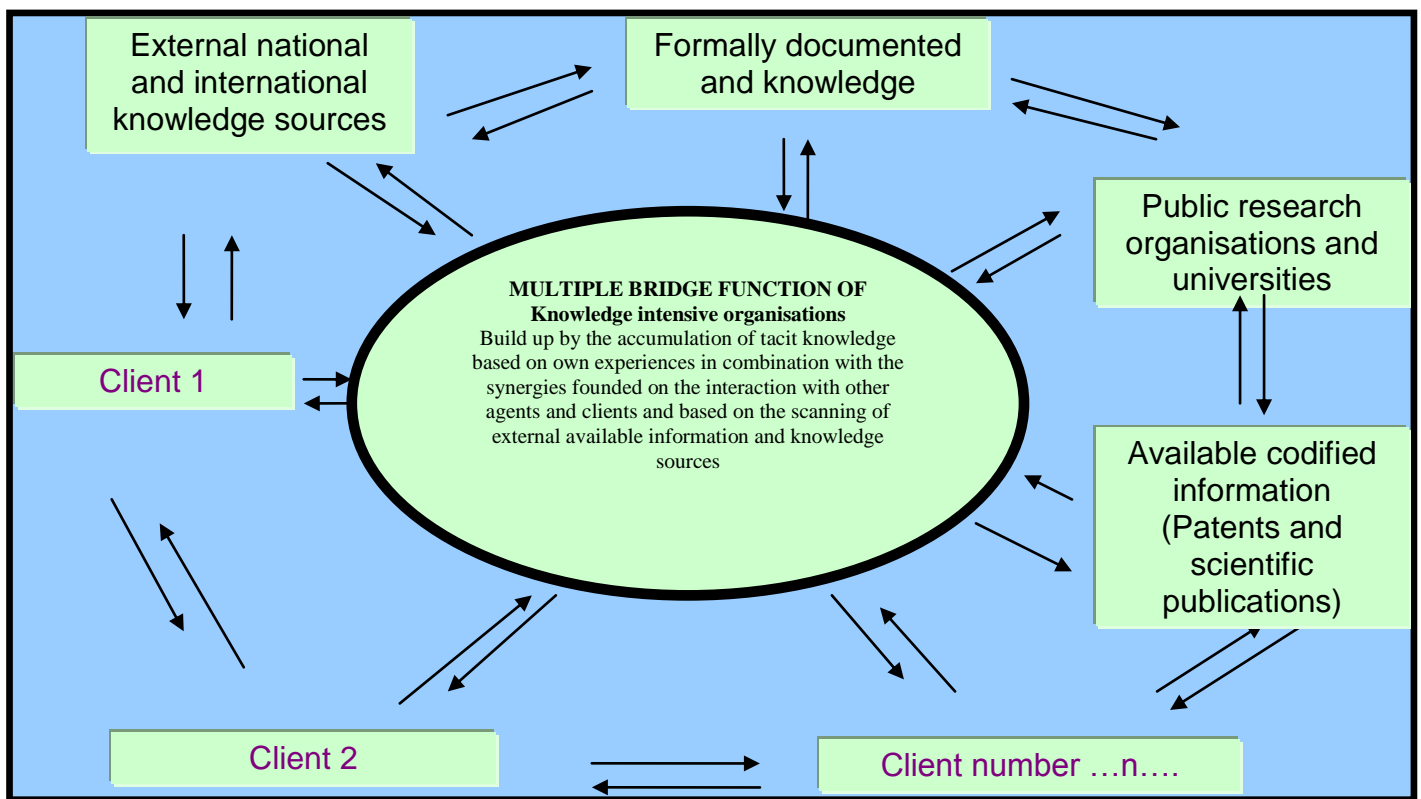 External national
and international
knowledge sources
Formally documented
and knowledge
Public research
organisations and
universities
MULTIPLE BRIDGE FUNCTION OF
Knowledge intensive organisations
Build up by the accumulation of tacit knowledge
based on own experiences in combination with the
synergies founded on the interaction with other
agents and clients and based on the scanning of
external available information and knowledge
sources
Client 1
Available codified
information
(Patents and
scientific
publications)
Client 2
Client number …n….